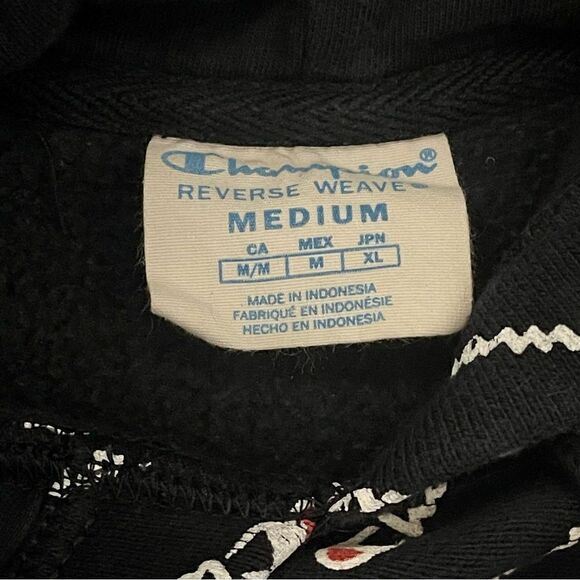 Champion®
REVERSE WEAVE®
MEDIUM
CA MEX JPN
M/M M XL
MADE IN INDONESIA
FABRIQUÉ EN INDONÉSIE
HECHO EN INDONESIA